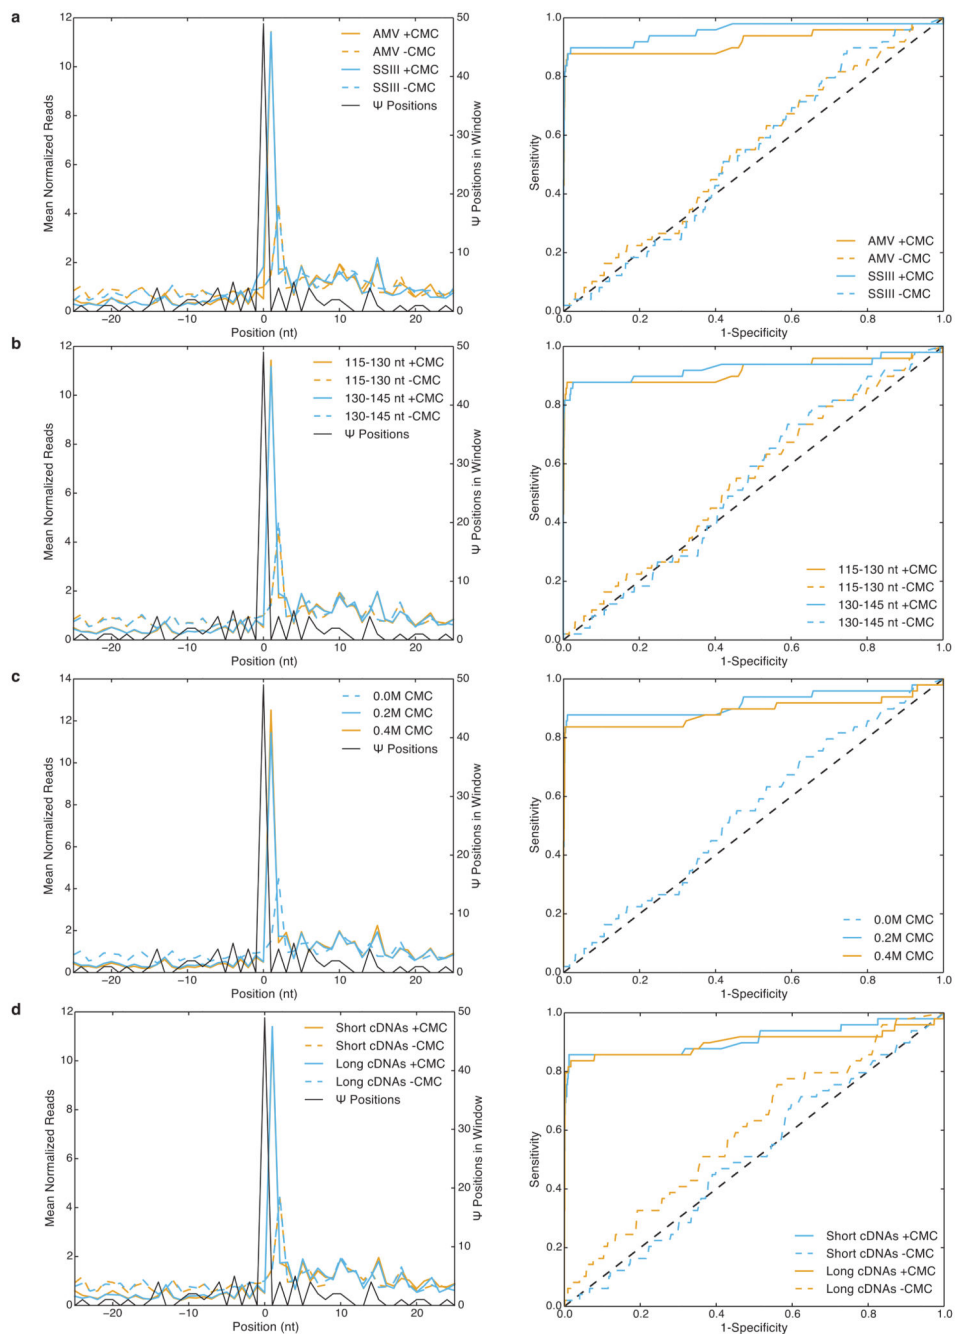 a
12
10
8
6
4
2
0
−20
−10
0
10
20
50
40
30
20
10
0
Mean Normalized Reads
Ψ Positions in Window
Position (nt)
AMV +CMC
AMV -CMC
SSIII +CMC
SSIII -CMC
Ψ Positions
1.0
0.8
0.6
0.4
0.2
0.0
0.0
0.2
0.4
0.6
0.8
1.0
Sensitivity
1-Specificity
AMV +CMC
AMV -CMC
SSIII +CMC
SSIII -CMC
b
12
10
8
6
4
2
0
−20
−10
0
10
20
50
40
30
20
10
0
Mean Normalized Reads
Ψ Positions in Window
Position (nt)
115-130 nt +CMC
115-130 nt -CMC
130-145 nt +CMC
130-145 nt -CMC
Ψ Positions
1.0
0.8
0.6
0.4
0.2
0.0
0.0
0.2
0.4
0.6
0.8
1.0
Sensitivity
1-Specificity
115-130 nt +CMC
115-130 nt -CMC
130-145 nt +CMC
130-145 nt -CMC
c
14
12
10
8
6
4
2
0
−20
−10
0
10
20
50
40
30
20
10
0
Mean Normalized Reads
Ψ Positions in Window
Position (nt)
0.0M CMC
0.2M CMC
0.4M CMC
Ψ Positions
1.0
0.8
0.6
0.4
0.2
0.0
0.0
0.2
0.4
0.6
0.8
1.0
Sensitivity
1-Specificity
0.0M CMC
0.2M CMC
0.4M CMC
d
12
10
8
6
4
2
0
−20
−10
0
10
20
50
40
30
20
10
0
Mean Normalized Reads
Ψ Positions in Window
Position (nt)
Short cDNAs +CMC
Short cDNAs -CMC
Long cDNAs +CMC
Long cDNAs -CMC
Ψ Positions
1.0
0.8
0.6
0.4
0.2
0.0
0.0
0.2
0.4
0.6
0.8
1.0
Sensitivity
1-Specificity
Short cDNAs +CMC
Short cDNAs -CMC
Long cDNAs +CMC
Long cDNAs -CMC